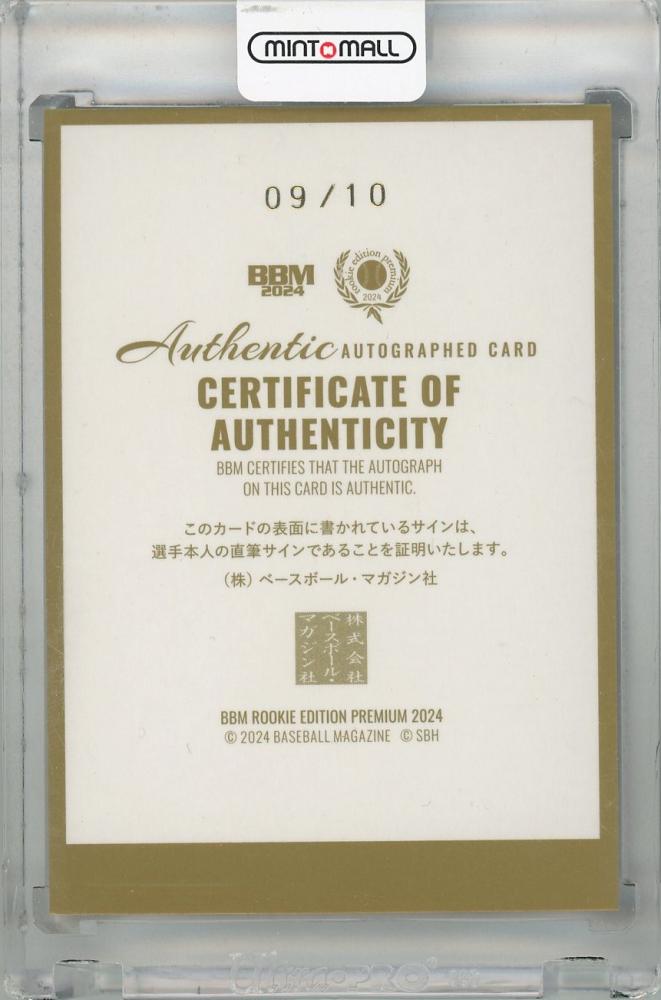 MINT MALL
09/10
BBM
2024
rookie edition premium
2024
Authentic AUTOGRAPHED CARD
CERTIFICATE OF
AUTHENTICITY
BBM CERTIFIES THAT THE AUTOGRAPH
ON THIS CARD IS AUTHENTIC.
このカードの表面に書かれているサインは、
選手本人の直筆サインであることを証明いたします。
(株) ベースボール・マガジン社
株式会社
ベースボール・
マガジン社
BBM ROOKIE EDITION PREMIUM 2024
© 2024 BASEBALL MAGAZINE © SBH
Ultra·PRO